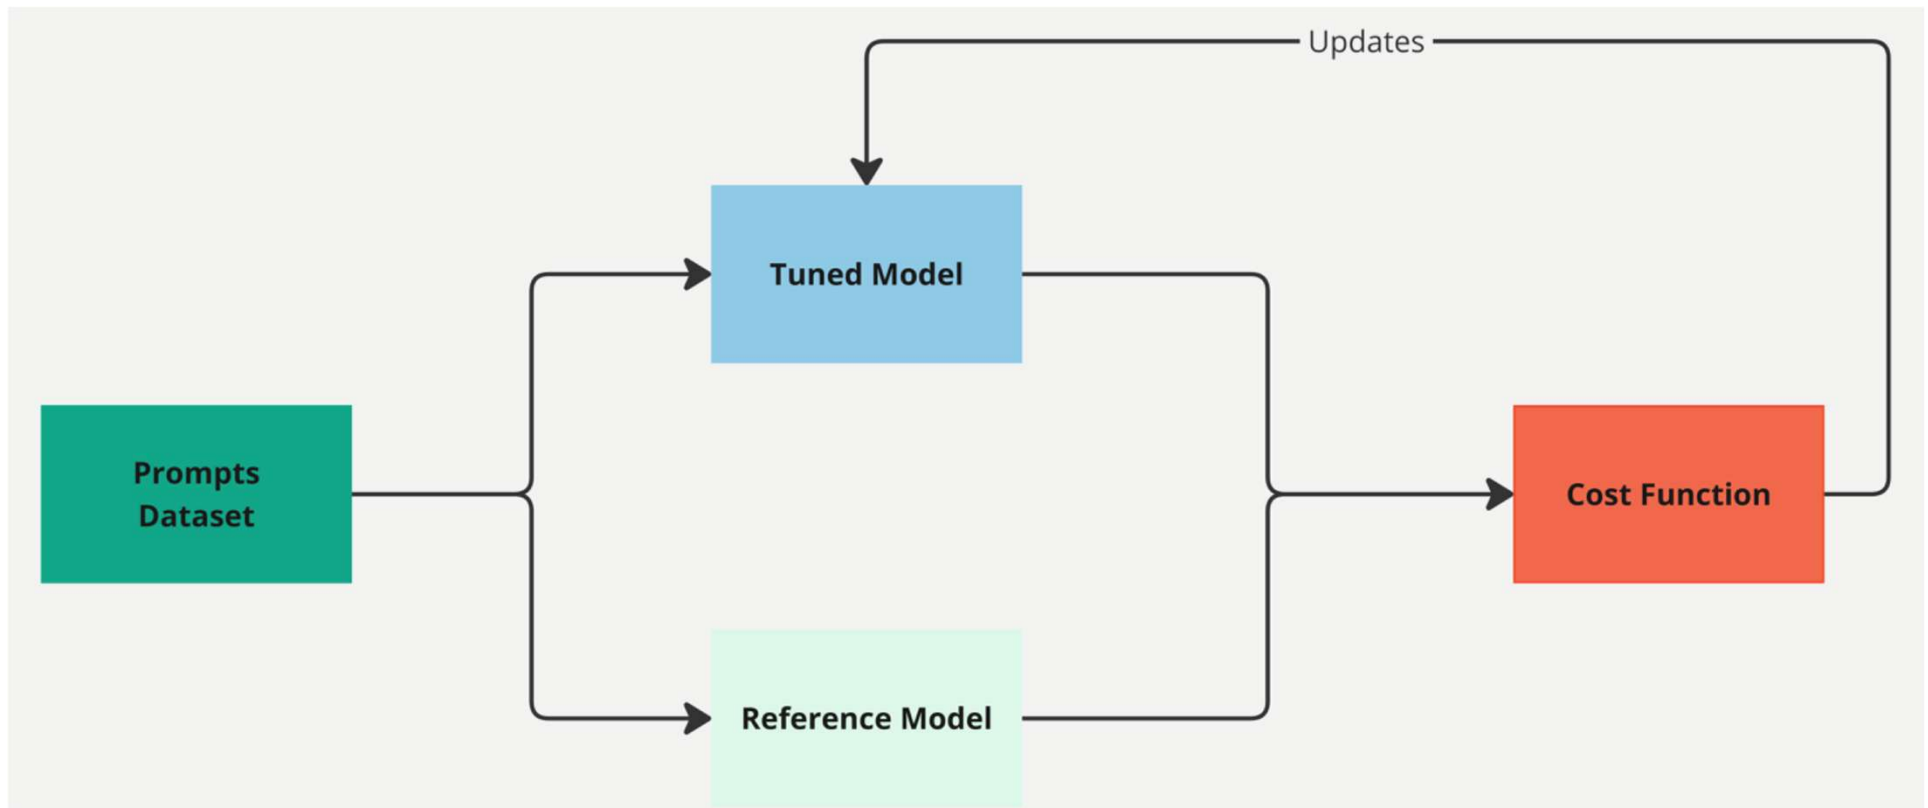 Updates
Tuned Model
Prompts
Dataset
Cost Function
Reference Model